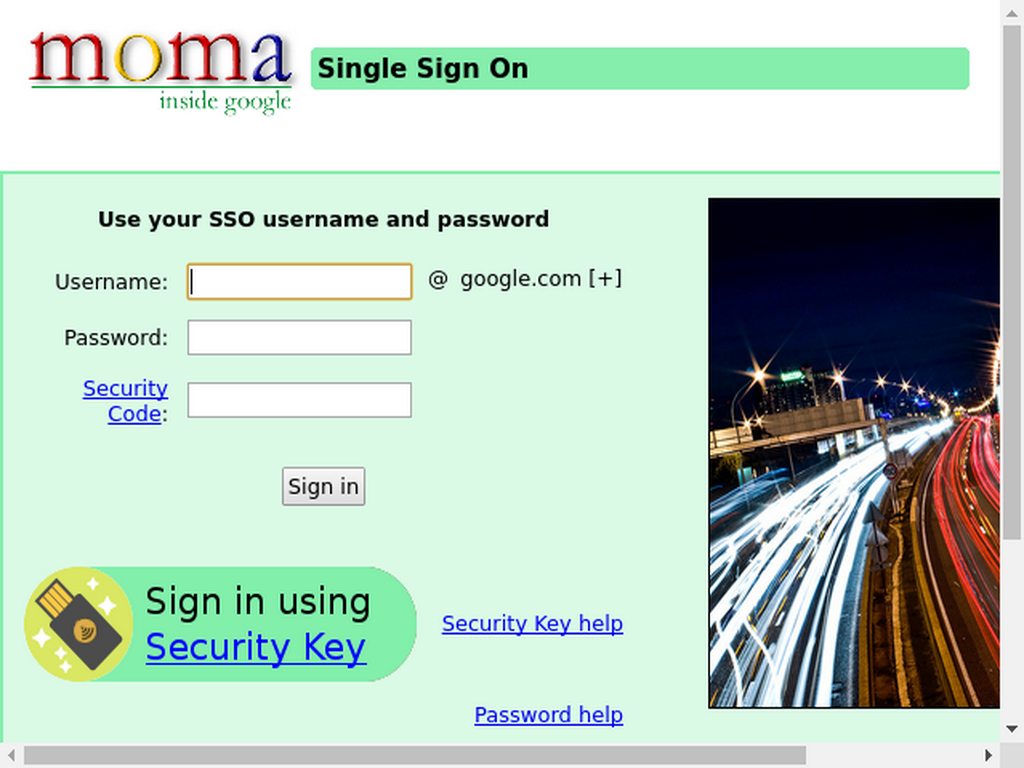 moma
inside google
Single Sign On
Use your SSO username and password
Username:
@ google.com [+]
Password:
Security
Code:
Sign in
Sign in using
Security Key
Security Key help
Password help